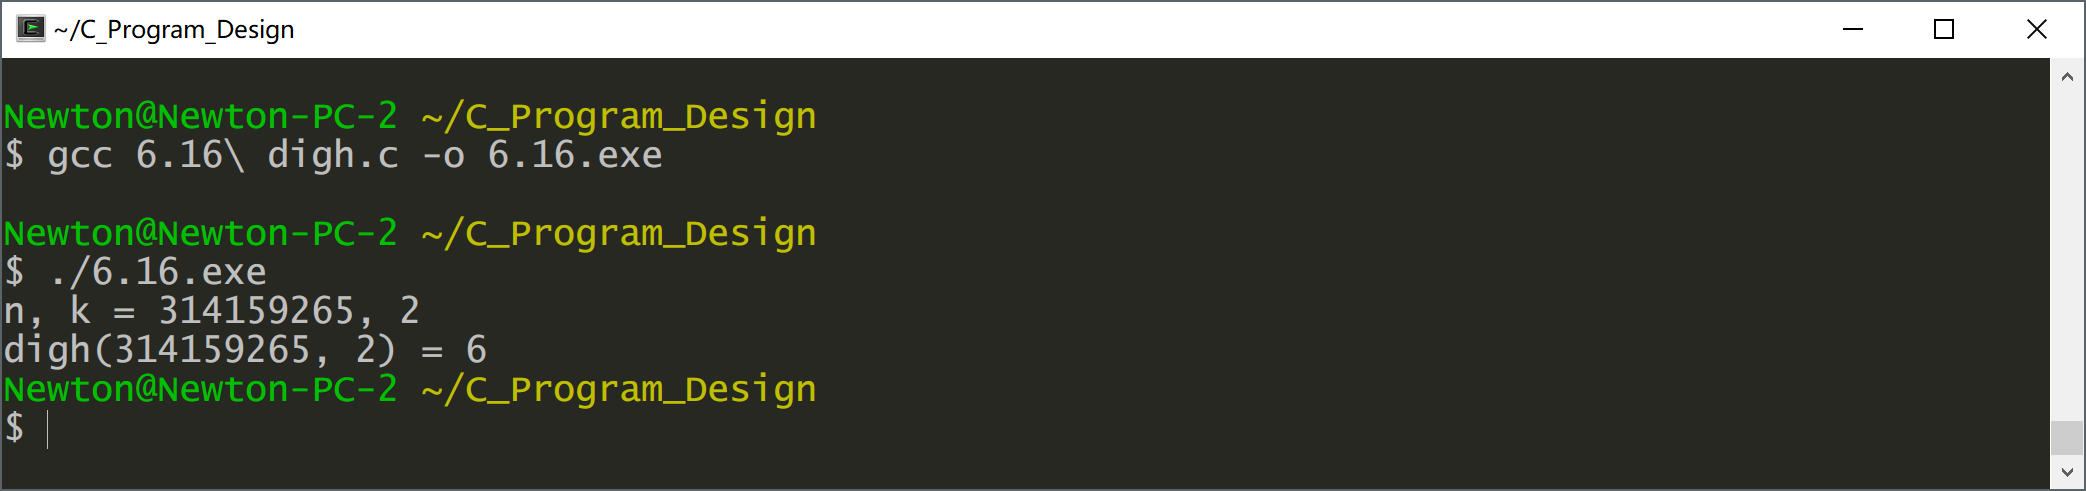 ~/C_Program_Design
Newton@Newton-PC-2 ~/C_Program_Design
$ gcc 6.16\ digh.c -o 6.16.exe
Newton@Newton-PC-2 ~/C_Program_Design
$ ./6.16.exe
n, k = 314159265, 2
digh(314159265, 2) = 6
Newton@Newton-PC-2 ~/C_Program_Design
$